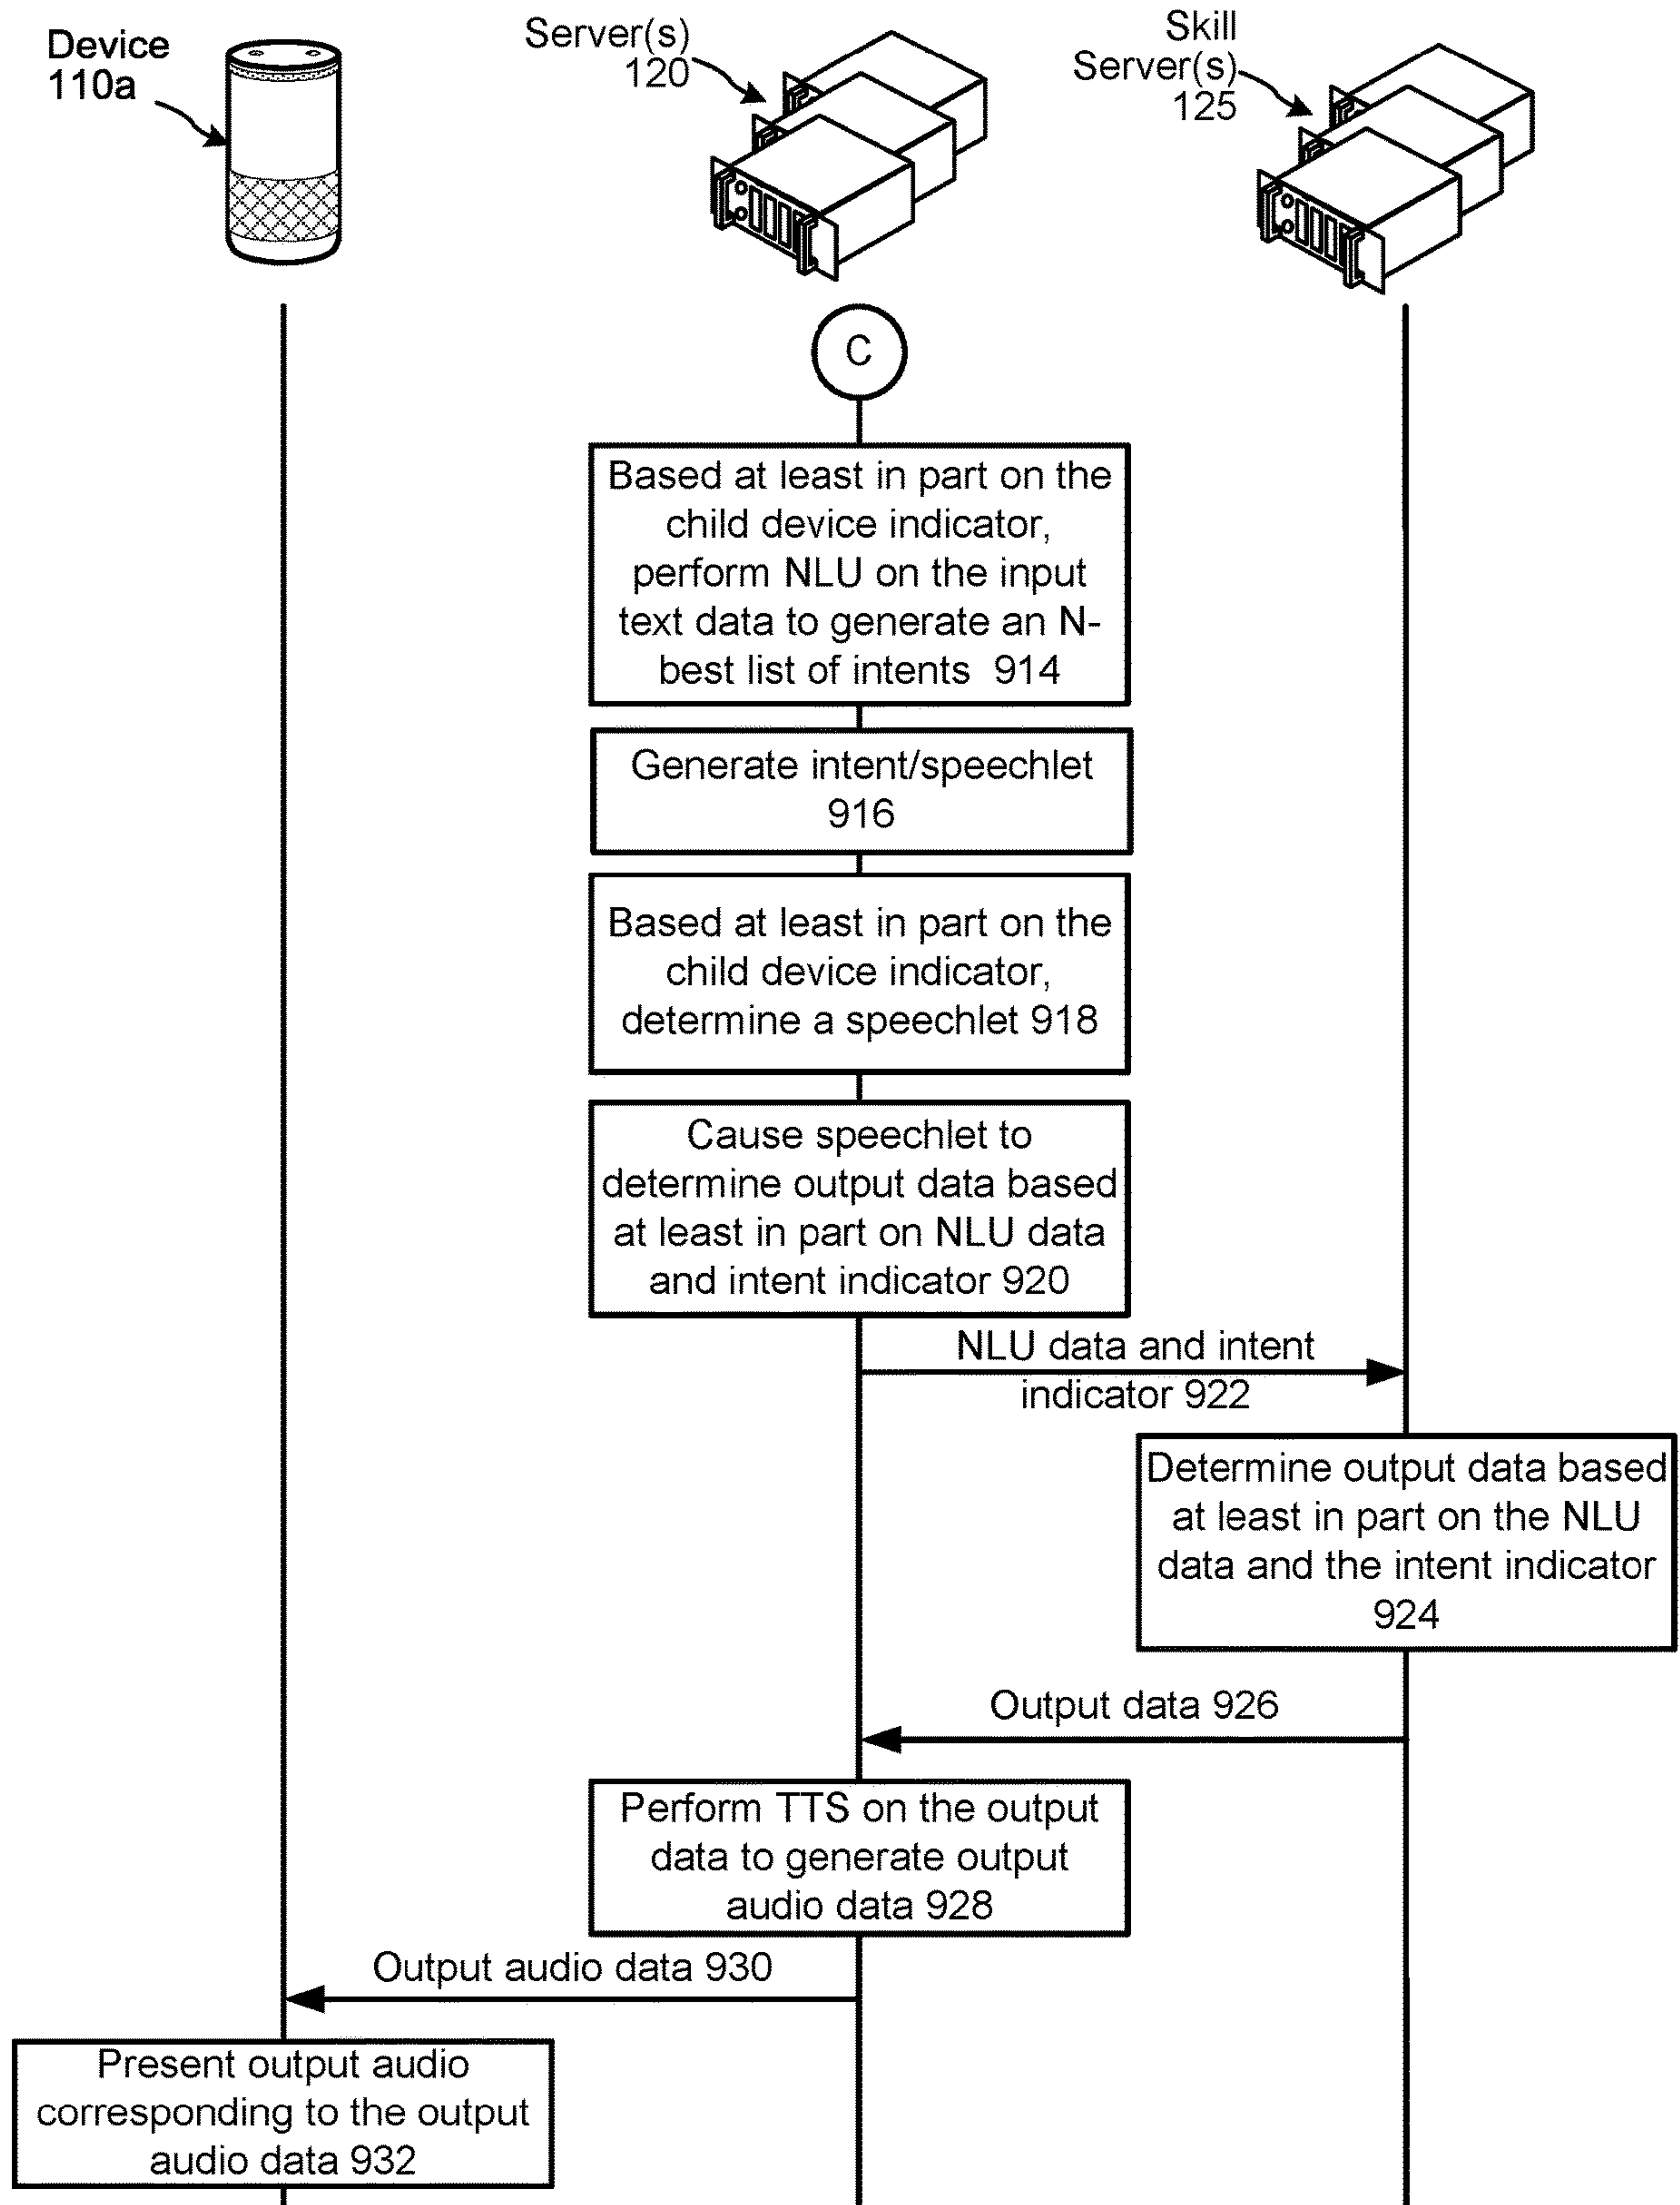 Device
110a
Server(s)
120
Skill
Server(s)
125
C
Based at least in part on the
child device indicator,
perform NLU on the input
text data to generate an N-
best list of intents 914
Generate intent/speechlet
916
Based at least in part on the
child device indicator,
determine a speechlet 918
Cause speechlet to
determine output data based
at least in part on NLU data
and intent indicator 920
NLU data and intent
indicator 922
Determine output data based
at least in part on the NLU
data and the intent indicator
924
Output data 926
Perform TTS on the output
data to generate output
audio data 928
Output audio data 930
Present output audio
corresponding to the output
audio data 932